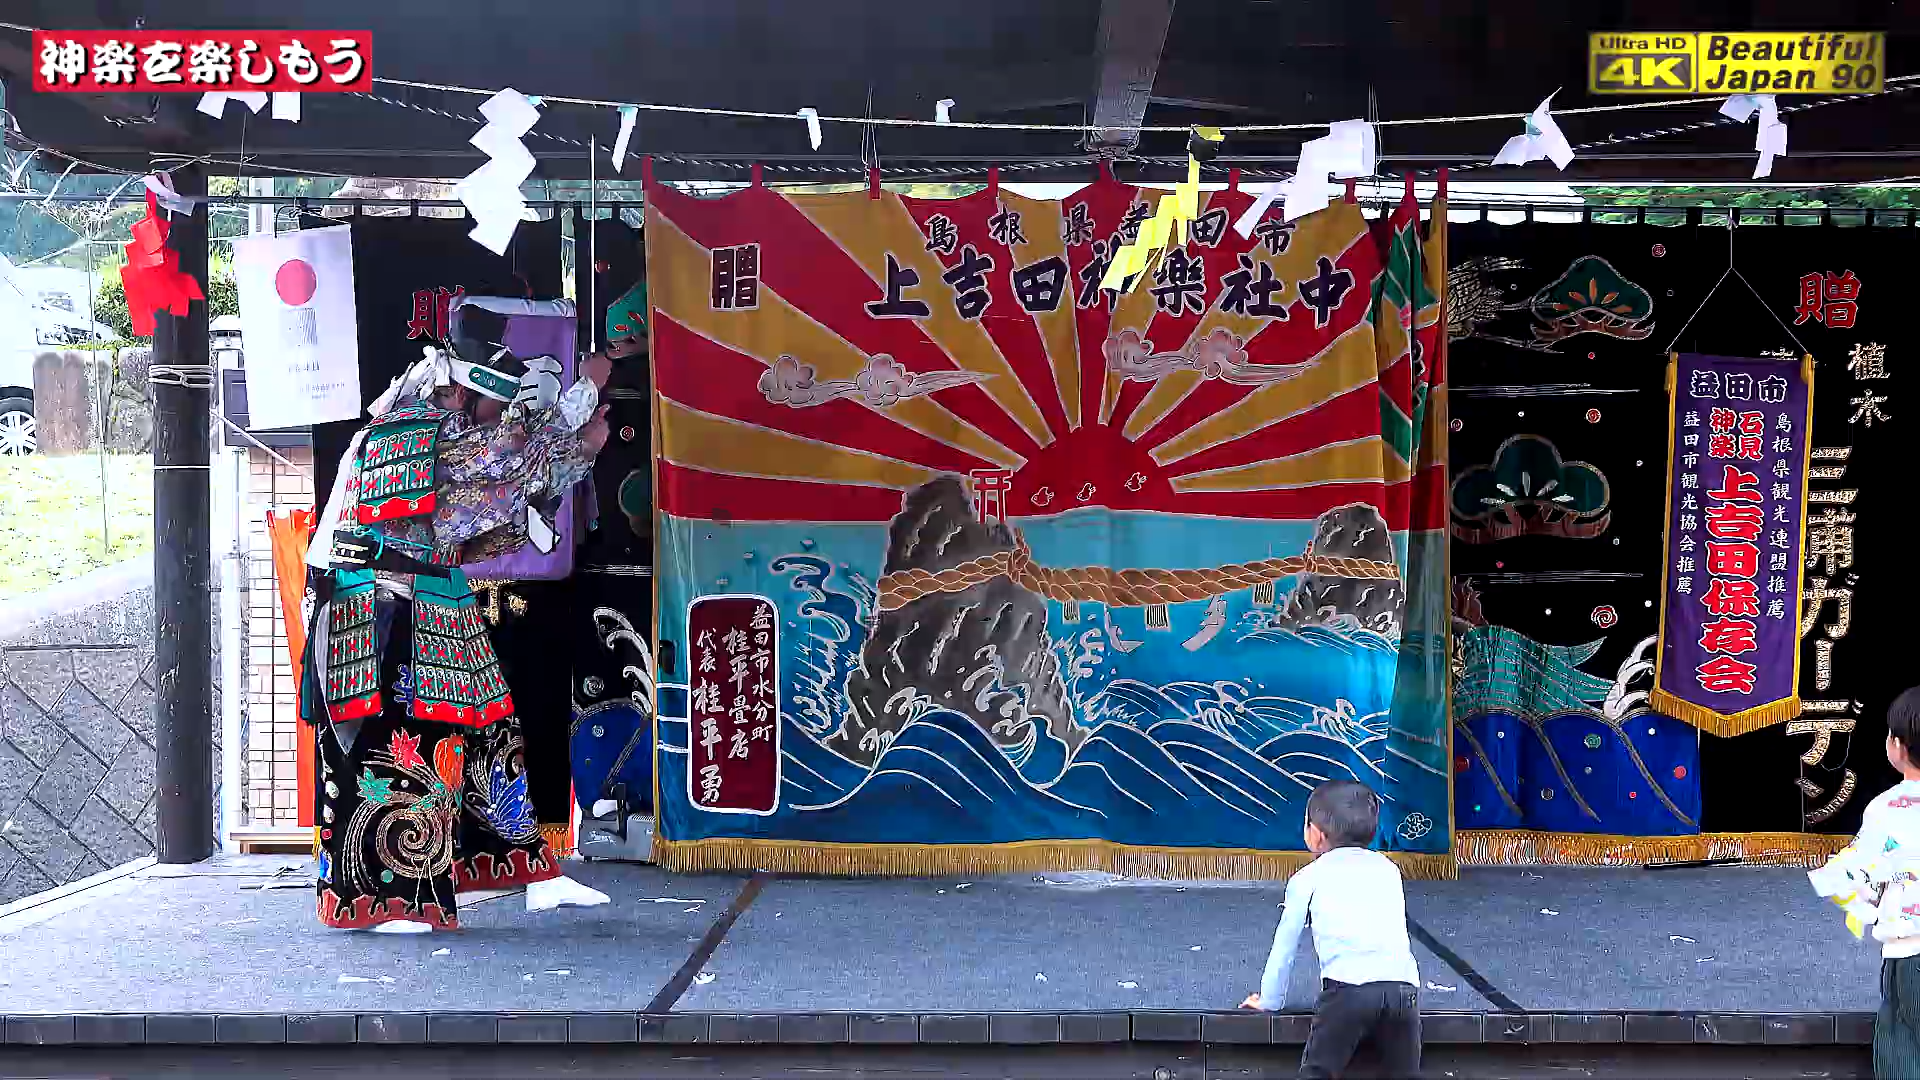 神楽を楽しもう
Ultra HD
4K
Beautiful
Japan 90
島根県益田市
贈
上吉田神楽社中
益田市水分町
桂平畳店
代表 桂平勇
贈
贈
植木
三浦ガーデン
益田市
島根県観光連盟推薦
石見
神楽
上吉田保存会
益田市観光協会推薦